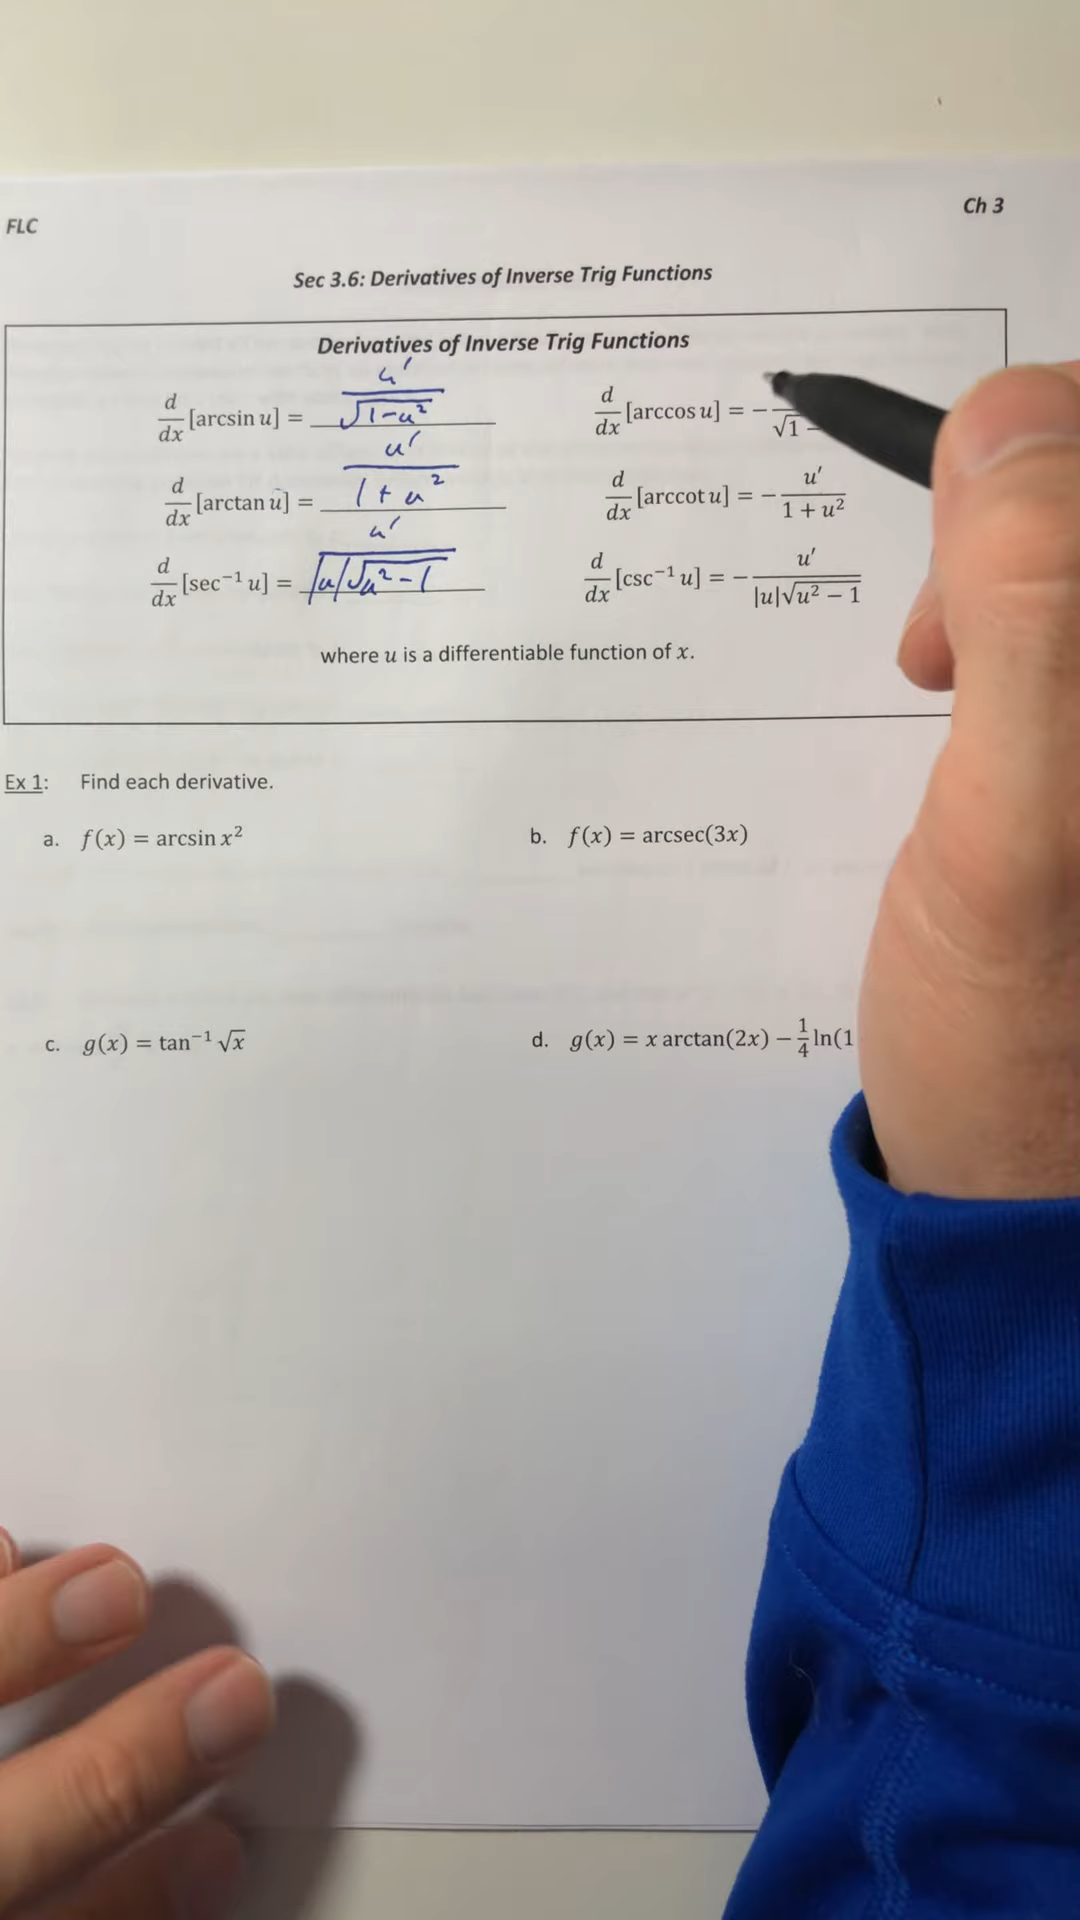 FLC
Ch 3
Sec 3.6: Derivatives of Inverse Trig Functions
Derivatives of Inverse Trig Functions
d/dx [arcsin u] = u′/√(1−u²)
d/dx [arccos u] = − √1 −
d/dx [arctan u] = u′/(1+u²)
d/dx [arccot u] = − u′/(1 + u²)
d/dx [sec⁻¹ u] = u′/(|u|√(u²−1))
d/dx [csc⁻¹ u] = − u′/(|u|√(u² − 1))
where u is a differentiable function of x.
Ex 1: Find each derivative.
a. f(x) = arcsin x²
b. f(x) = arcsec(3x)
c. g(x) = tan⁻¹ √x
d. g(x) = x arctan(2x) − 1/4 ln(1